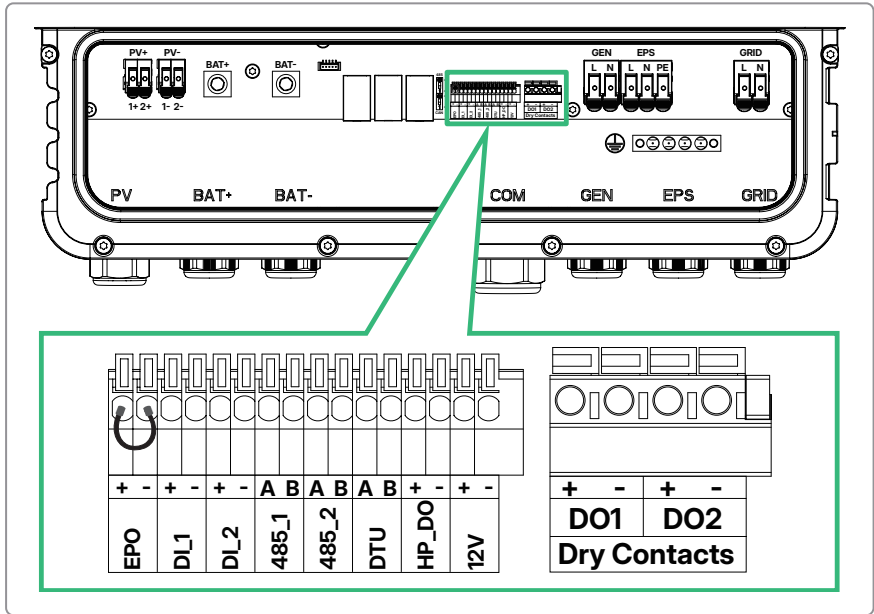 PV+ PV-
BAT+ BAT-
GEN EPS GRID
L N L N PE L N
1+ 2+ 1- 2-
DO1 DO2
Dry Contacts
PV BAT+ BAT- COM GEN EPS GRID
+ - + - + - A B A B A B + - + -
EPO DI_1 DI_2 485_1 485_2 DTU HP_DO 12V
+ - + -
DO1 DO2
Dry Contacts